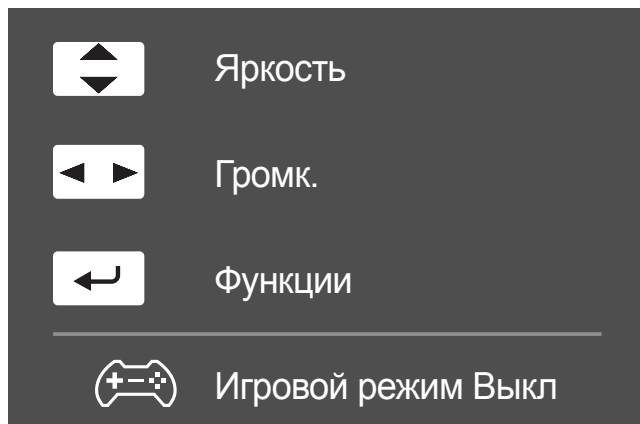 Яркость
Громк.
Функции
Игровой режим Выкл